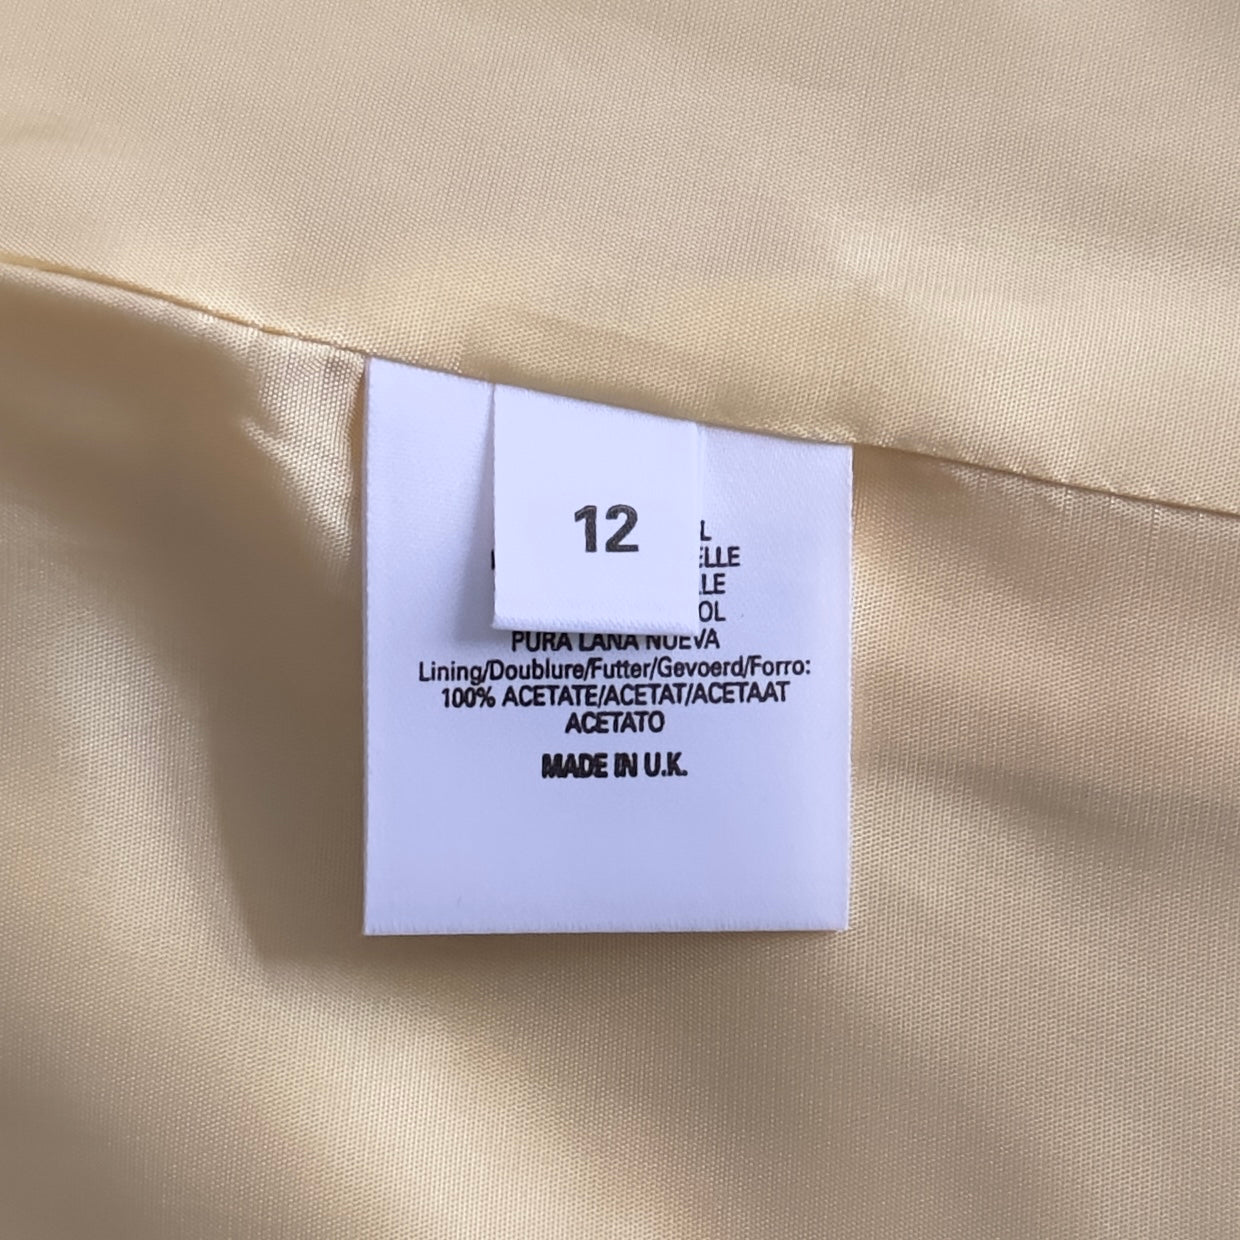 12
PURA LANA NUEVA
Lining/Doublure/Futter/Gevoerd/Forro:
100% ACETATE/ACETAT/ACETAAT
ACETATO
MADE IN U.K.